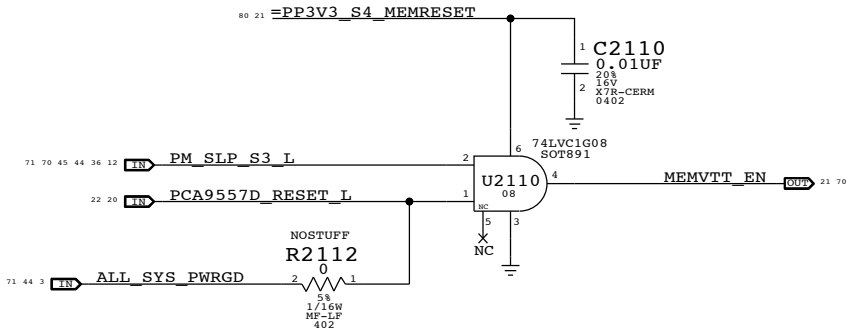 80 21 =PP3V3_S4_MEMRESET
1 C2110
0.01UF
20%
16V
2 X7R-CERM
0402
6 74LVC1G08
SOT891
71 70 45 44 36 12 IN PM_SLP_S3_L 2
U2110 4 MEMVTT_EN OUT 21 70
08
22 20 IN PCA9557D_RESET_L 1
NC
5 3
NC
NOSTUFF
R2112
0
71 44 3 IN ALL_SYS_PWRGD 2 1
5%
1/16W
MF-LF
402